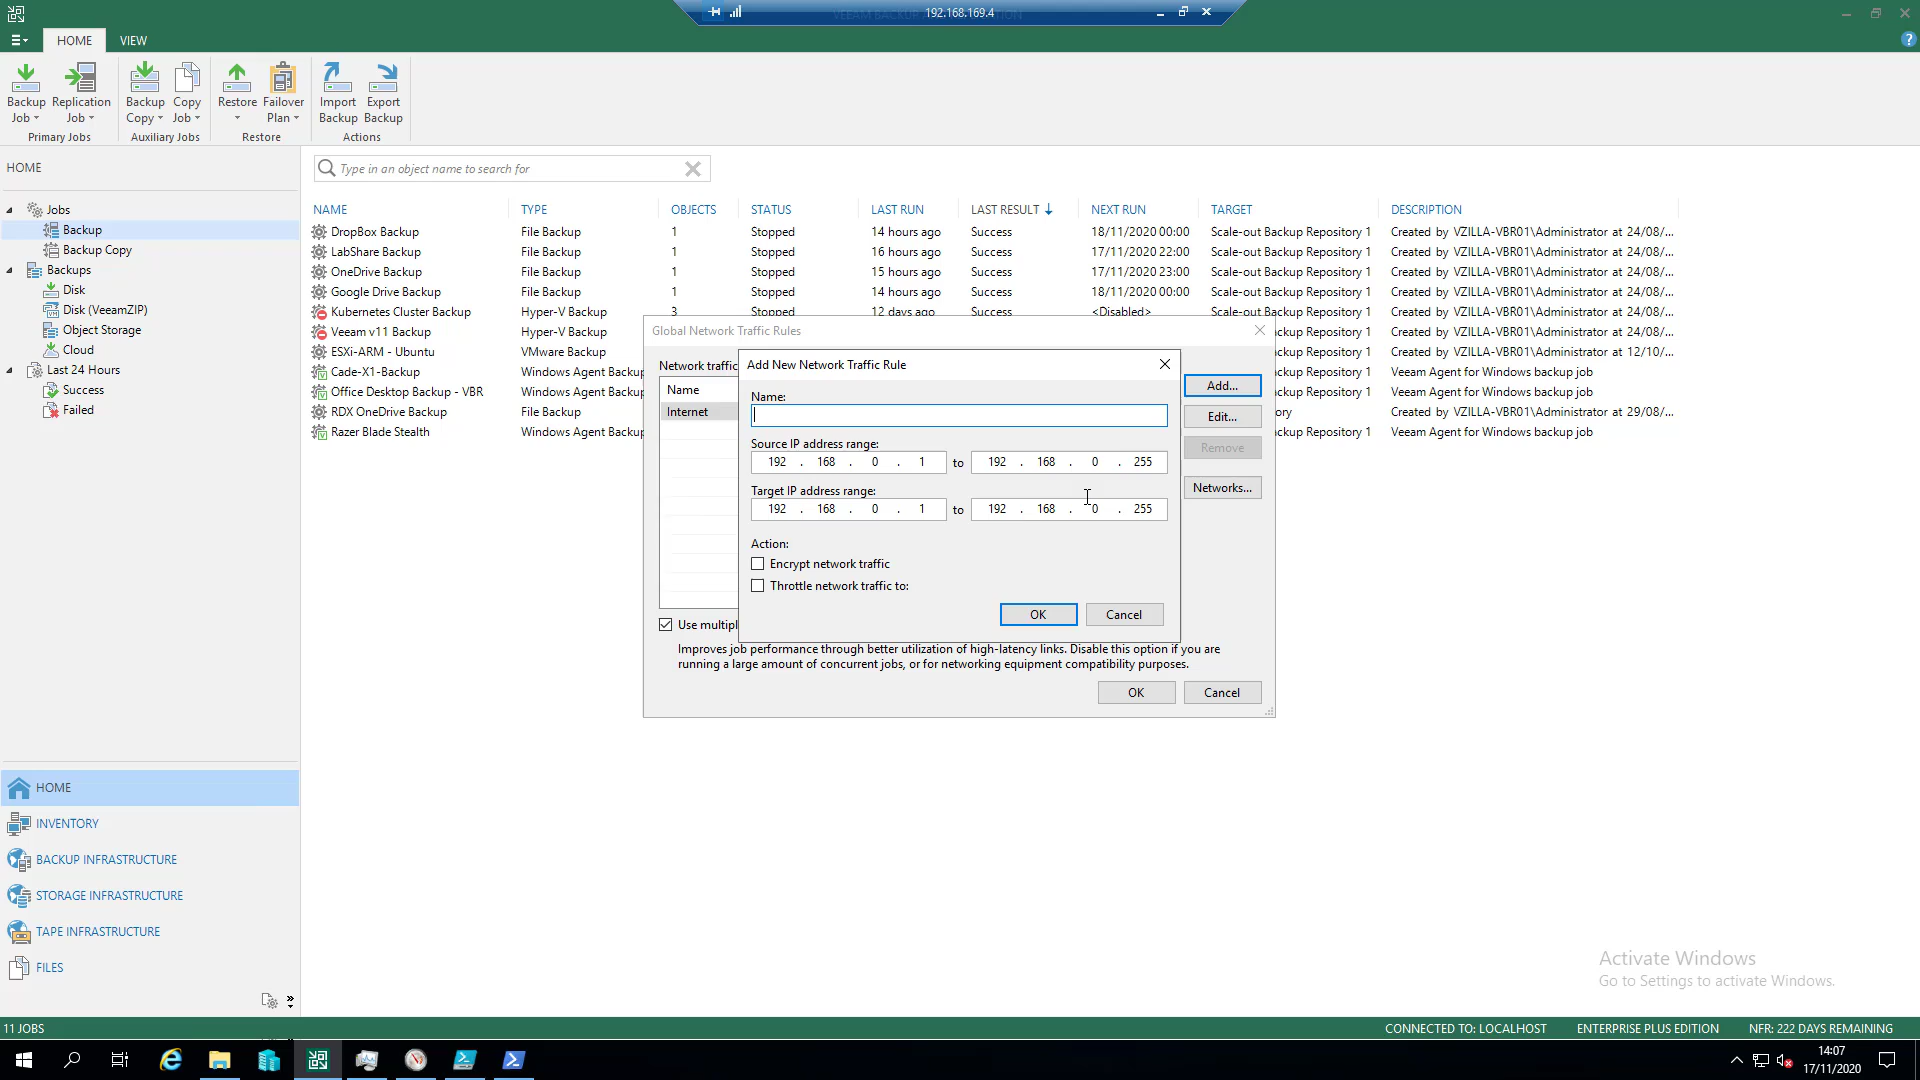 192.168.169.4
HOME
VIEW
Backup Job
Replication Job
Primary Jobs
Backup Copy
Copy Job
Auxiliary Jobs
Restore
Failover Plan
Restore
Import Backup
Export Backup
Actions
HOME
Type in an object name to search for
Jobs
Backup
Backup Copy
Backups
Disk
Disk (VeeamZIP)
Object Storage
Cloud
Last 24 Hours
Success
Failed
NAME TYPE OBJECTS STATUS LAST RUN LAST RESULT NEXT RUN TARGET DESCRIPTION
DropBox Backup File Backup 1 Stopped 14 hours ago Success 18/11/2020 00:00 Scale-out Backup Repository 1 Created by VZILLA-VBR01\Administrator at 24/08/...
LabShare Backup File Backup 1 Stopped 16 hours ago Success 17/11/2020 22:00 Scale-out Backup Repository 1 Created by VZILLA-VBR01\Administrator at 24/08/...
OneDrive Backup File Backup 1 Stopped 15 hours ago Success 17/11/2020 23:00 Scale-out Backup Repository 1 Created by VZILLA-VBR01\Administrator at 24/08/...
Google Drive Backup File Backup 1 Stopped 14 hours ago Success 18/11/2020 00:00 Scale-out Backup Repository 1 Created by VZILLA-VBR01\Administrator at 24/08/...
Kubernetes Cluster Backup Hyper-V Backup 3 Stopped 12 days ago Success <Disabled> Scale-out Backup Repository 1 Created by VZILLA-VBR01\Administrator at 24/08/...
Veeam v11 Backup Hyper-V Backup ckup Repository 1 Created by VZILLA-VBR01\Administrator at 24/08/...
ESXi-ARM - Ubuntu VMware Backup ckup Repository 1 Created by VZILLA-VBR01\Administrator at 12/10/...
Cade-X1-Backup Windows Agent Backup ckup Repository 1 Veeam Agent for Windows backup job
Office Desktop Backup - VBR Windows Agent Backup ckup Repository 1 Veeam Agent for Windows backup job
RDX OneDrive Backup File Backup ory Created by VZILLA-VBR01\Administrator at 29/08/...
Razer Blade Stealth Windows Agent Backup ckup Repository 1 Veeam Agent for Windows backup job
Global Network Traffic Rules
Network traffic
Name
Internet
Add...
Edit...
Remove
Networks...
Add New Network Traffic Rule
Name:
Source IP address range:
192 . 168 . 0 . 1 to 192 . 168 . 0 . 255
Target IP address range:
192 . 168 . 0 . 1 to 192 . 168 . 0 . 255
Action:
Encrypt network traffic
Throttle network traffic to:
OK Cancel
Use multipl
Improves job performance through better utilization of high-latency links. Disable this option if you are
running a large amount of concurrent jobs, or for networking equipment compatibility purposes.
OK Cancel
HOME
INVENTORY
BACKUP INFRASTRUCTURE
STORAGE INFRASTRUCTURE
TAPE INFRASTRUCTURE
FILES
Activate Windows
Go to Settings to activate Windows.
11 JOBS CONNECTED TO: LOCALHOST ENTERPRISE PLUS EDITION NFR: 222 DAYS REMAINING
14:07
17/11/2020